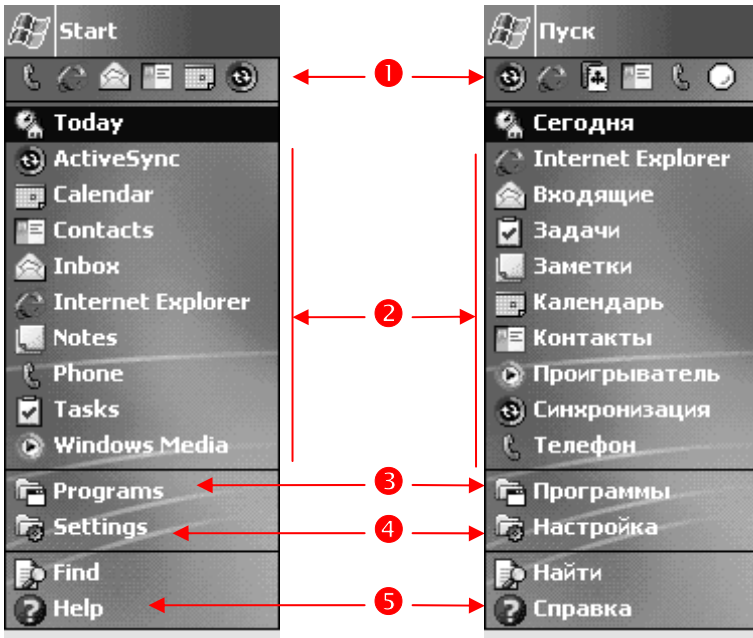 Start
Today
ActiveSync
Calendar
Contacts
Inbox
Internet Explorer
Notes
Phone
Tasks
Windows Media
Programs
Settings
Find
Help
1
2
3
4
5
Пуск
Сегодня
Internet Explorer
Входящие
Задачи
Заметки
Календарь
Контакты
Проигрыватель
Синхронизация
Телефон
Программы
Настройка
Найти
Справка